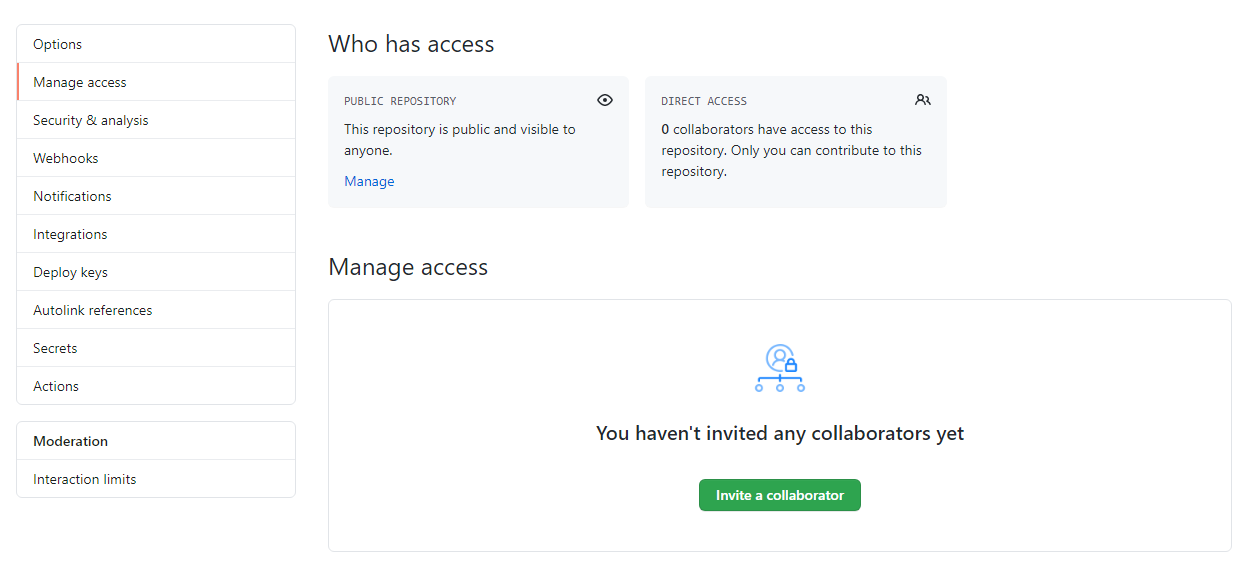 Options
Manage access
Security & analysis
Webhooks
Notifications
Integrations
Deploy keys
Autolink references
Secrets
Actions
Moderation
Interaction limits
Who has access
PUBLIC REPOSITORY
This repository is public and visible to
anyone.
Manage
DIRECT ACCESS
0 collaborators have access to this
repository. Only you can contribute to this
repository.
Manage access
You haven't invited any collaborators yet
Invite a collaborator